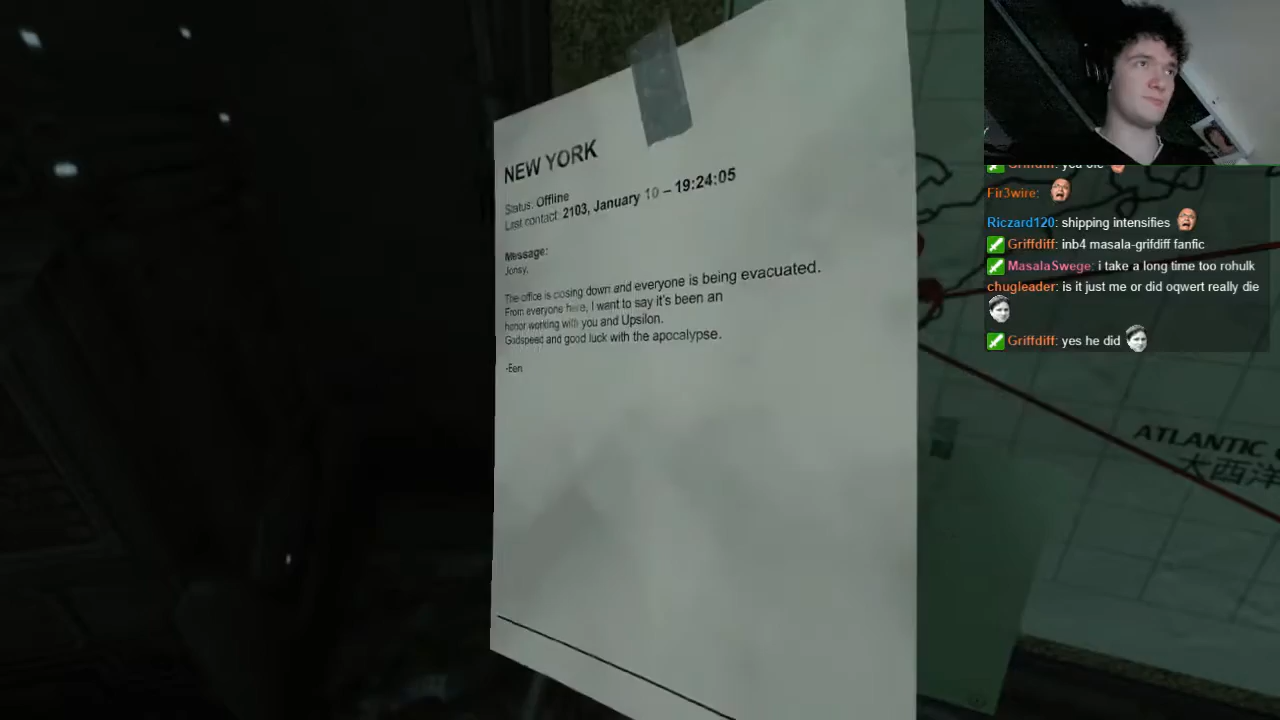 NEW YORK
Status: Offline
Last contact: 2103, January 10 – 19:24:05
Message:
Jonsy,
The office is closing down and everyone is being evacuated.
From everyone here, I want to say it's been an
honor working with you and Upsilon.
Godspeed and good luck with the apocalypse.
Griffdiff: yea die
Fir3wire:
Riczard120: shipping intensifies
Griffdiff: inb4 masala-grifdiff fanfic
MasalaSwege: i take a long time too rohulk
chugleader: is it just me or did oqwert really die
Griffdiff: yes he did
ATLANTIC
大西洋